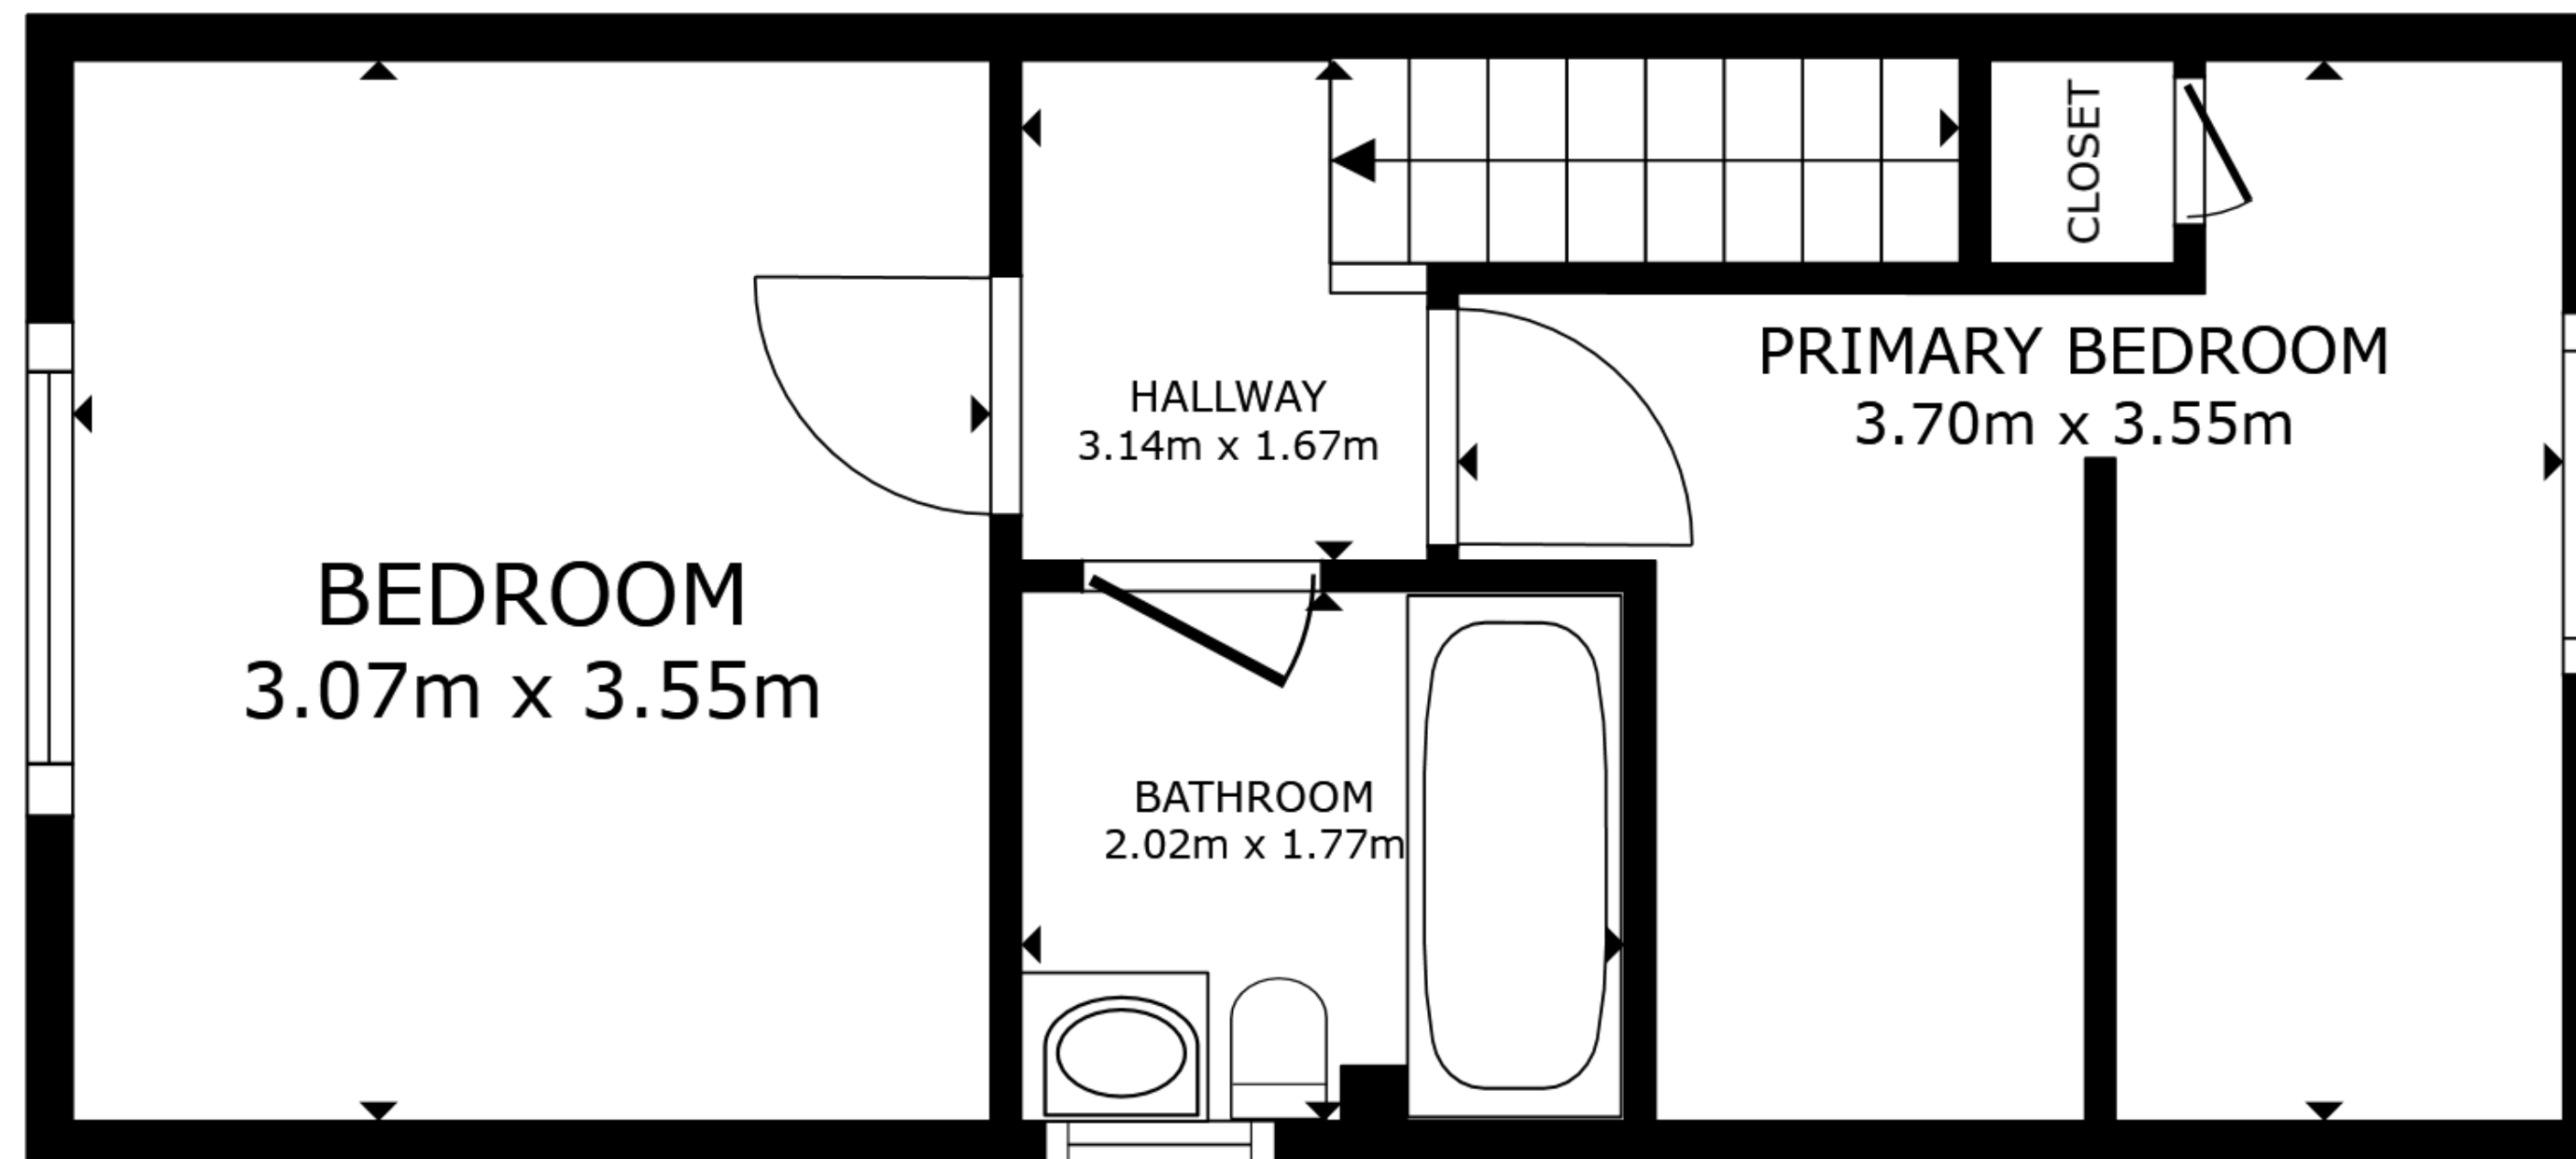 CLOSET
PRIMARY BEDROOM
3.70m x 3.55m
HALLWAY
3.14m x 1.67m
BEDROOM
3.07m x 3.55m
BATHROOM
2.02m x 1.77m